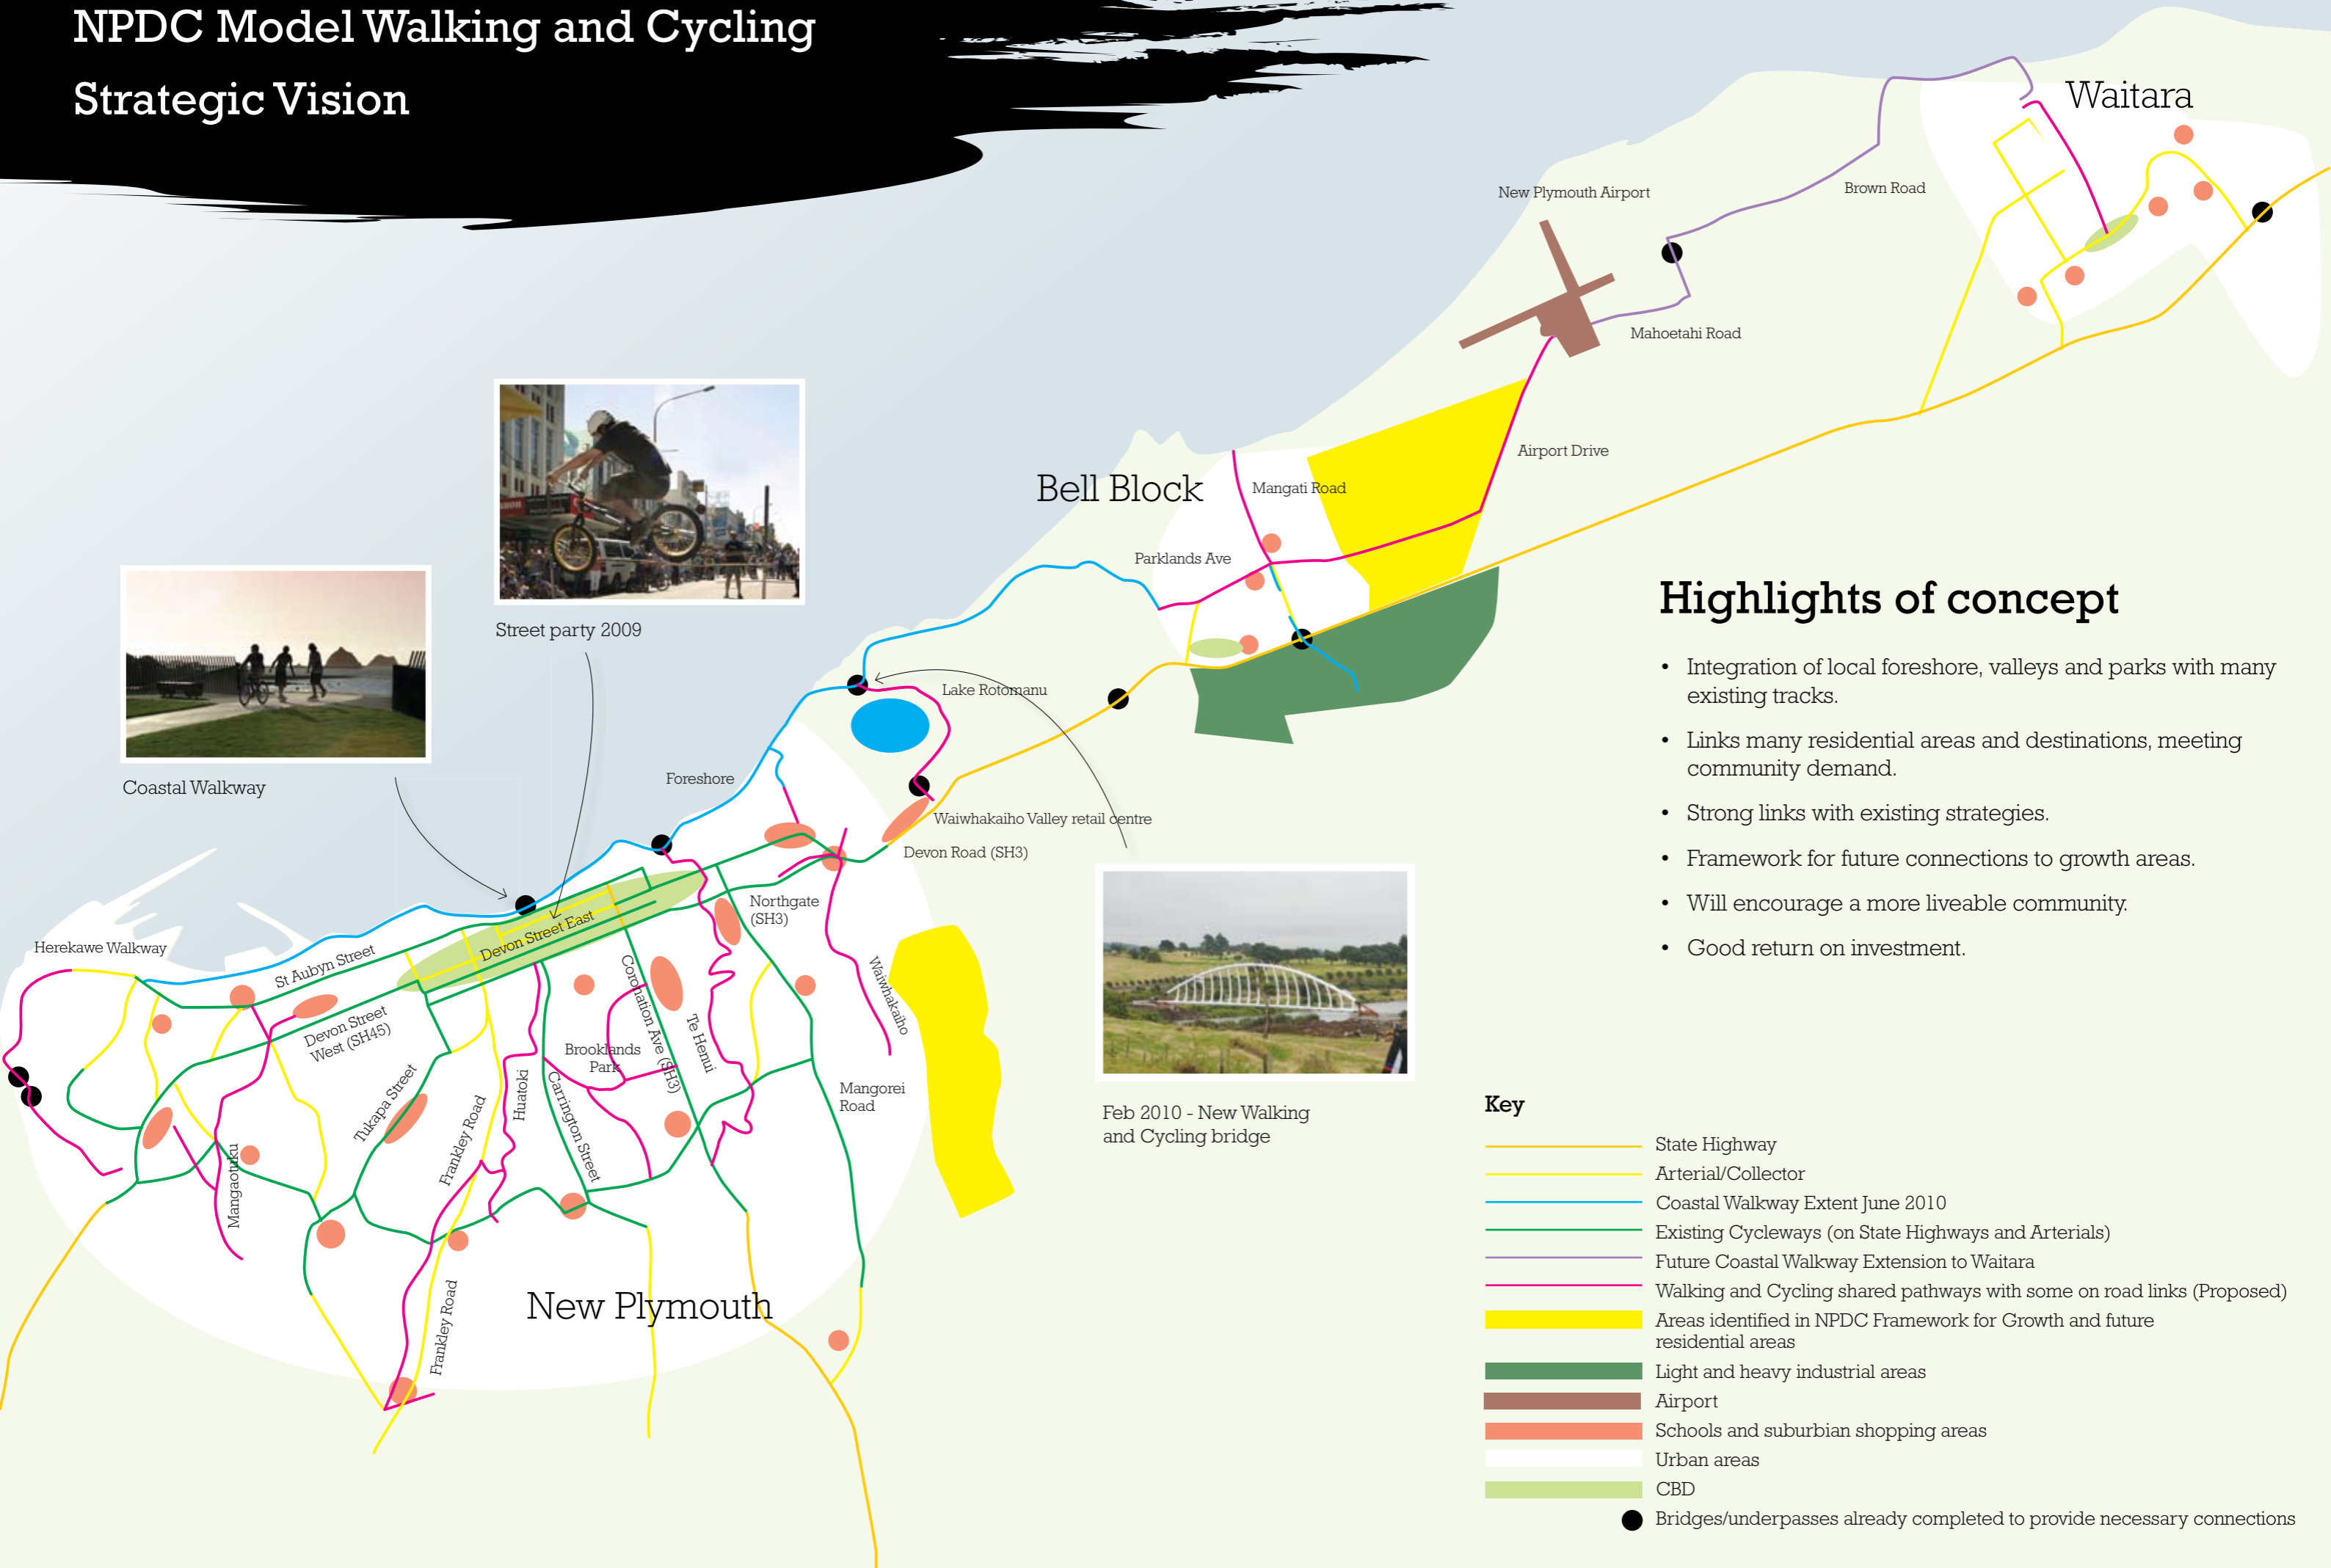 NPDC Model Walking and Cycling
Strategic Vision
Waitara
New Plymouth Airport
Brown Road
Mahoetahi Road
Airport Drive
Bell Block
Mangati Road
Parklands Ave
Street party 2009
Coastal Walkway
Lake Rotomanu
Foreshore
Waiwhakaiho Valley retail centre
Devon Road (SH3)
Northgate
(SH3)
Devon Street East
Herekawe Walkway
St Aubyn Street
Devon Street
West (SH45)
Tukapa Street
Frankley Road
Huatoki
Carrington Street
Brooklands
Park
Coronation Ave (SH3)
Te Henui
Waiwhakaiho
Mangorei
Road
Mangaotuku
Frankley Road
New Plymouth
Feb 2010 - New Walking
and Cycling bridge
Highlights of concept
• Integration of local foreshore, valleys and parks with many
existing tracks.
• Links many residential areas and destinations, meeting
community demand.
• Strong links with existing strategies.
• Framework for future connections to growth areas.
• Will encourage a more liveable community.
• Good return on investment.
Key
State Highway
Arterial/Collector
Coastal Walkway Extent June 2010
Existing Cycleways (on State Highways and Arterials)
Future Coastal Walkway Extension to Waitara
Walking and Cycling shared pathways with some on road links (Proposed)
Areas identified in NPDC Framework for Growth and future
residential areas
Light and heavy industrial areas
Airport
Schools and suburbian shopping areas
Urban areas
CBD
Bridges/underpasses already completed to provide necessary connections